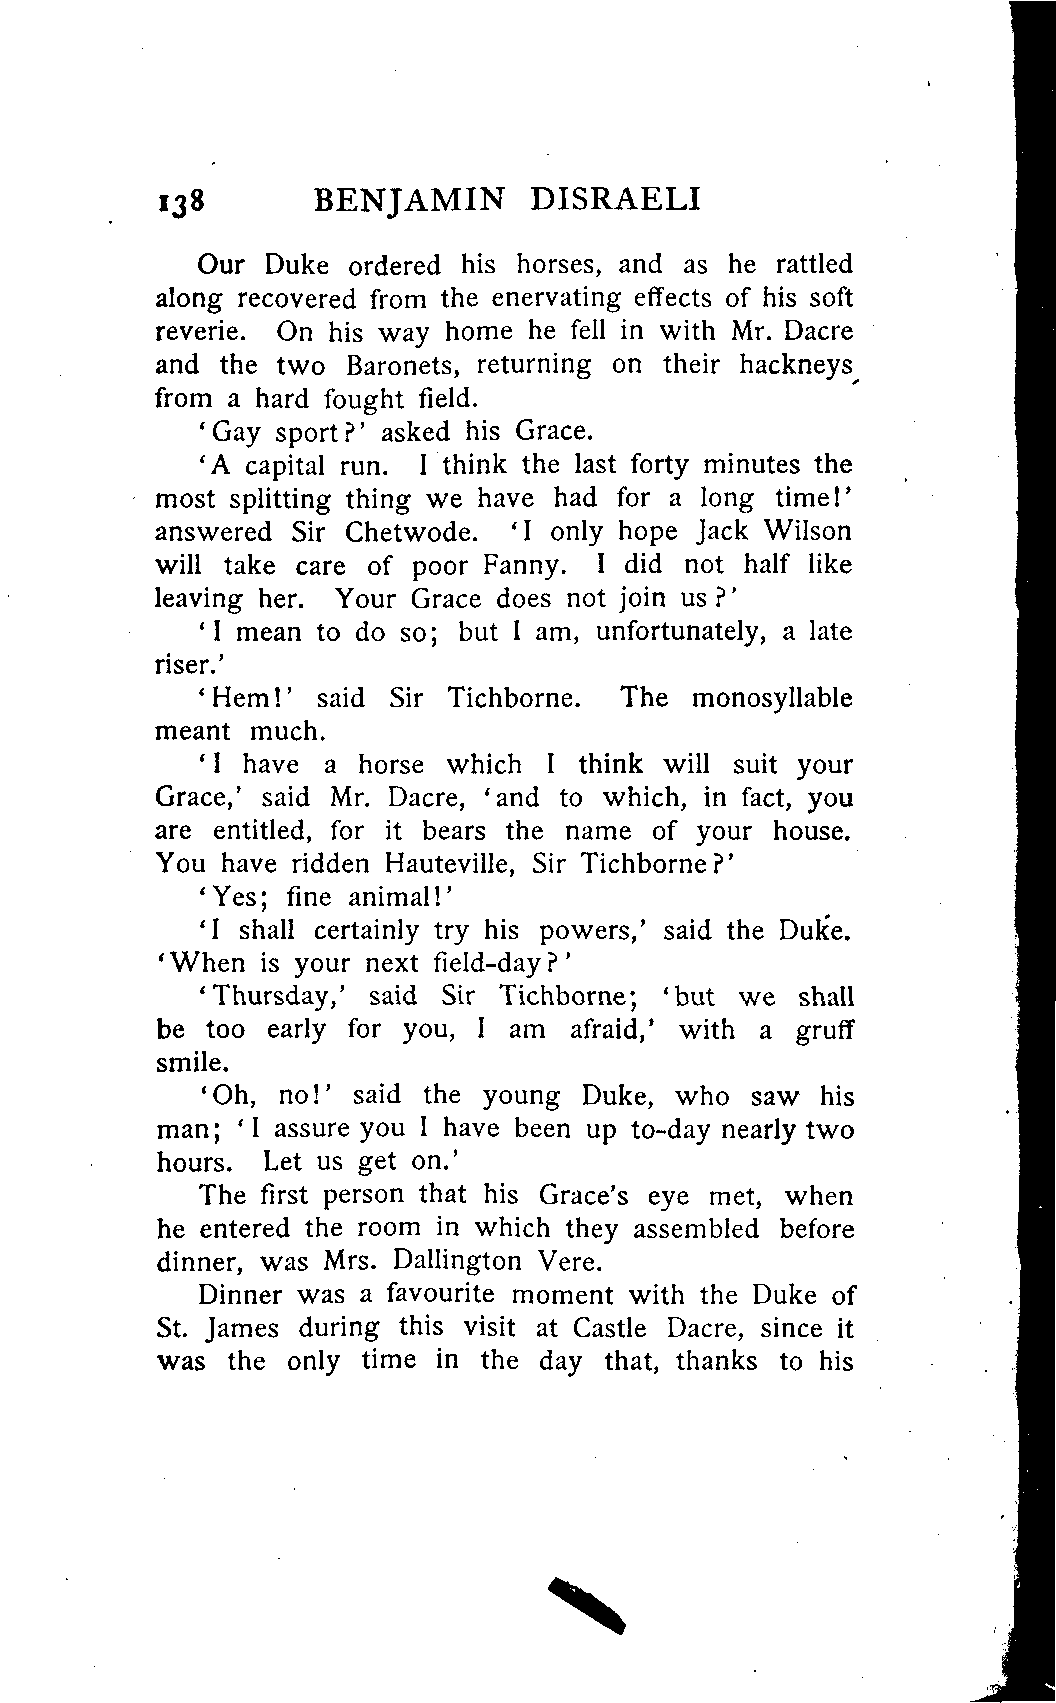 138 BENJAMIN DISRAELI
Our Duke ordered his horses, and as he rattled
along recovered from the enervating effects of his soft
reverie. On his way home he fell in with Mr. Dacre
and the two Baronets, returning on their hackneys
from a hard fought field.
‘Gay sport?’ asked his Grace.
‘A capital run. I think the last forty minutes the
most splitting thing we have had for a long time!’
answered Sir Chetwode. ‘I only hope Jack Wilson
will take care of poor Fanny. I did not half like
leaving her. Your Grace does not join us?’
‘I mean to do so; but I am, unfortunately, a late
riser.’
‘Hem!’ said Sir Tichborne. The monosyllable
meant much.
‘I have a horse which I think will suit your
Grace,’ said Mr. Dacre, ‘and to which, in fact, you
are entitled, for it bears the name of your house.
You have ridden Hauteville, Sir Tichborne?’
‘Yes; fine animal!’
‘I shall certainly try his powers,’ said the Duke.
‘When is your next field-day?’
‘Thursday,’ said Sir Tichborne; ‘but we shall
be too early for you, I am afraid,’ with a gruff
smile.
‘Oh, no!’ said the young Duke, who saw his
man; ‘I assure you I have been up to-day nearly two
hours. Let us get on.’
The first person that his Grace’s eye met, when
he entered the room in which they assembled before
dinner, was Mrs. Dallington Vere.
Dinner was a favourite moment with the Duke of
St. James during this visit at Castle Dacre, since it
was the only time in the day that, thanks to his